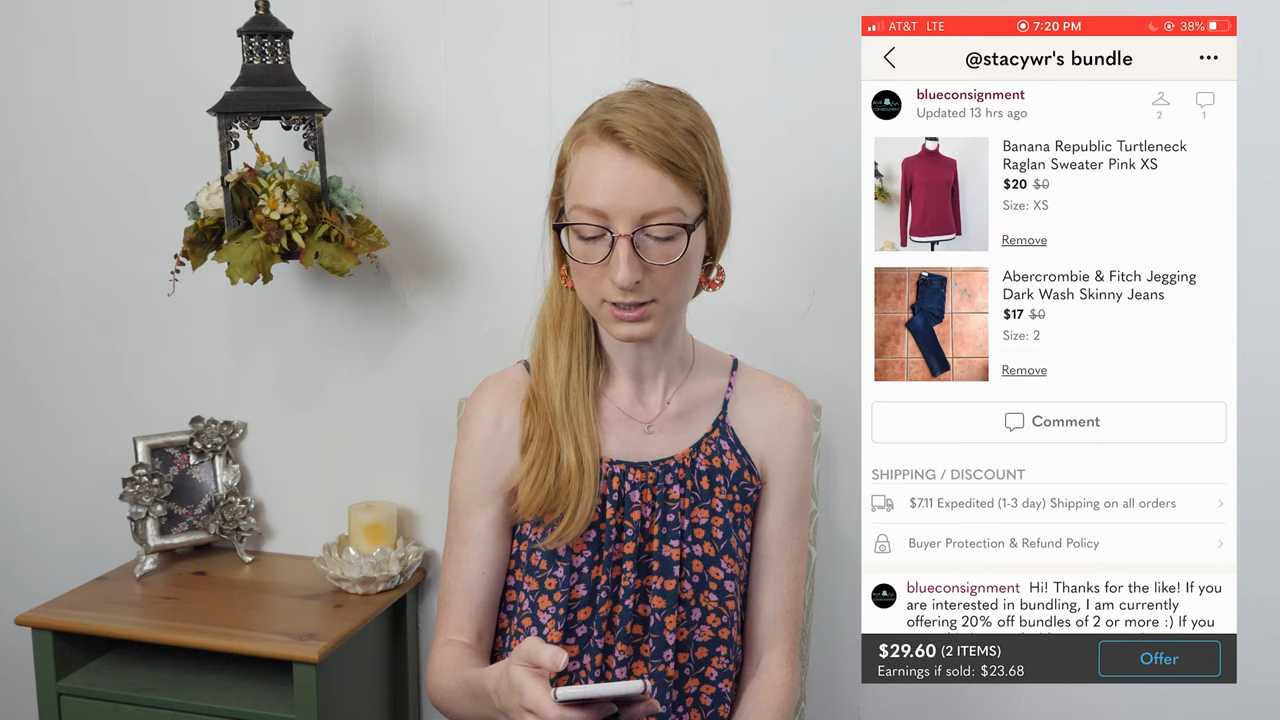 AT&T LTE 7:20 PM 38%
@stacywr's bundle
blueconsignment
Updated 13 hrs ago
2
1
Banana Republic Turtleneck
Raglan Sweater Pink XS
$20 $0
Size: XS
Remove
Abercrombie & Fitch Jegging
Dark Wash Skinny Jeans
$17 $0
Size: 2
Remove
Comment
SHIPPING / DISCOUNT
$7.11 Expedited (1-3 day) Shipping on all orders
Buyer Protection & Refund Policy
blueconsignment Hi! Thanks for the like! If you
are interested in bundling, I am currently
offering 20% off bundles of 2 or more :) If you
$29.60 (2 ITEMS)
Earnings if sold: $23.68
Offer